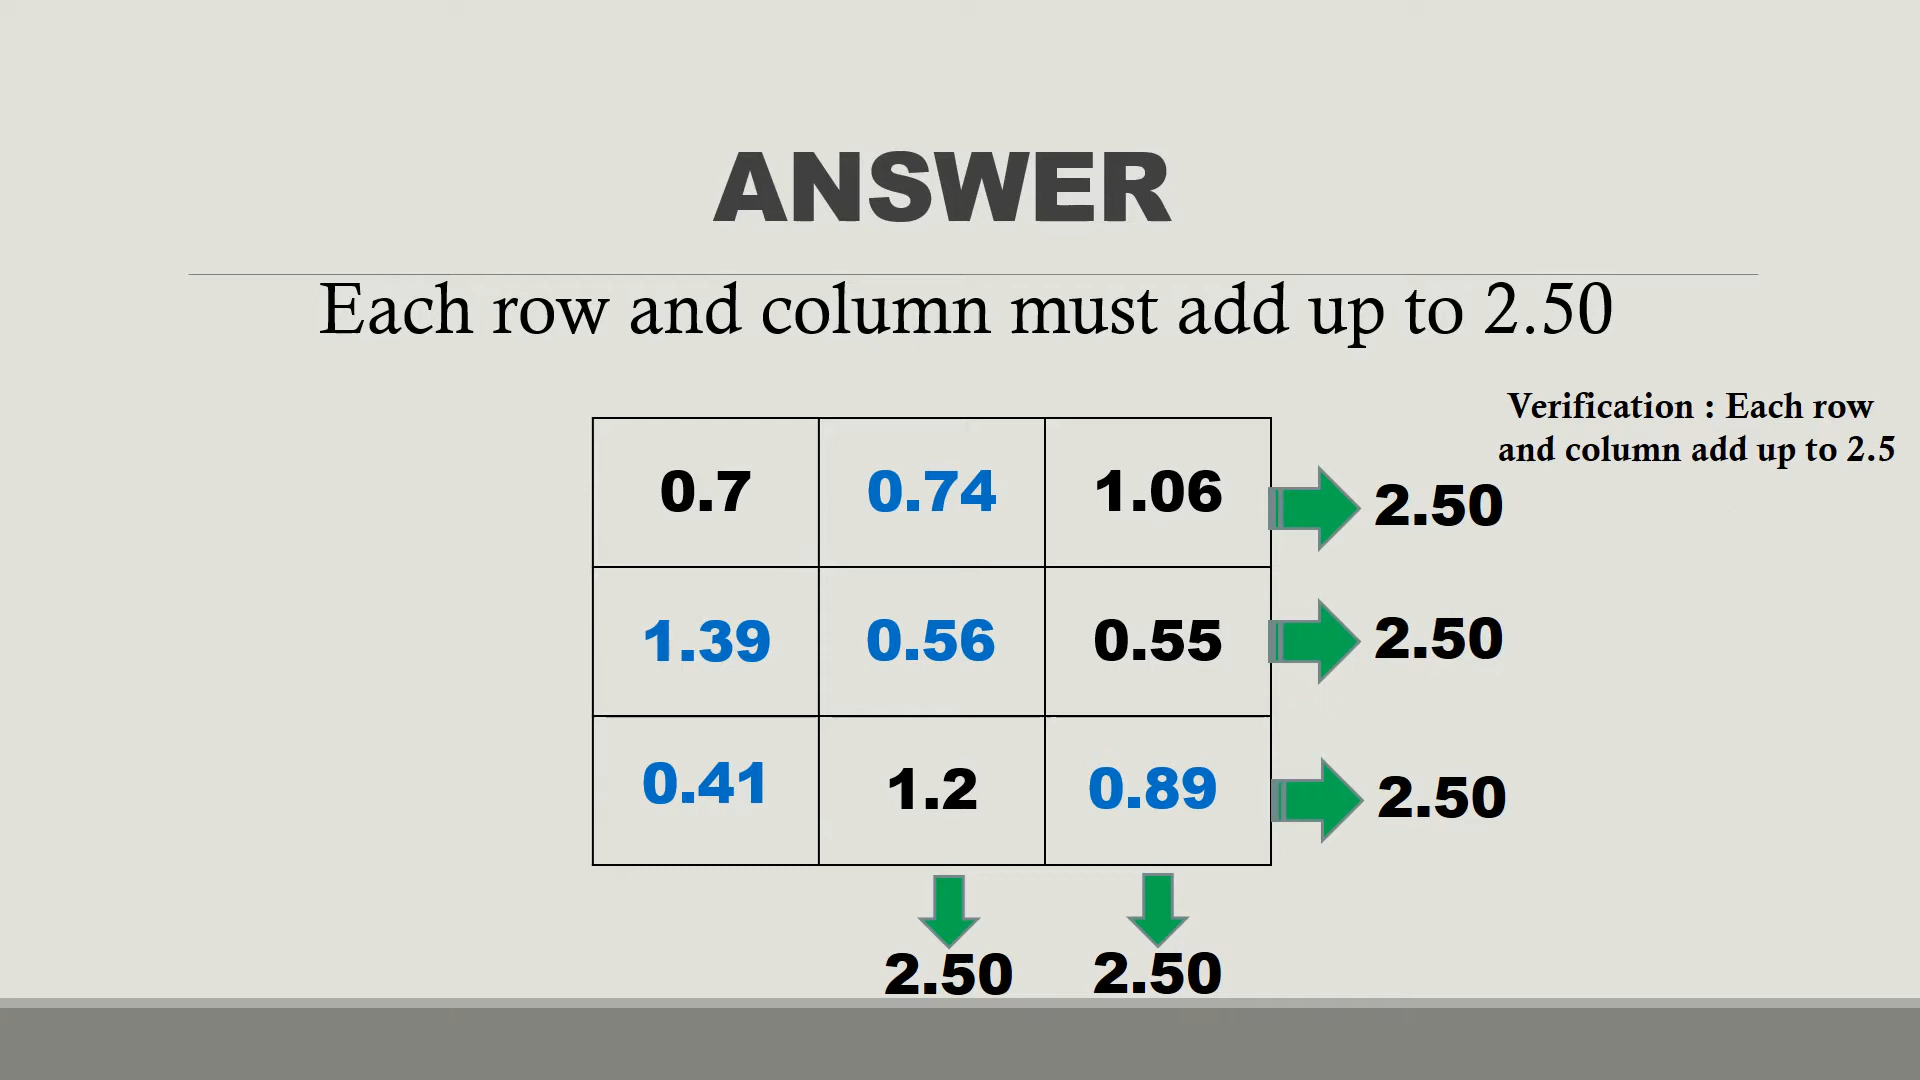 ANSWER
Each row and column must add up to 2.50
Verification : Each row
and column add up to 2.5
0.7 0.74 1.06 2.50
1.39 0.56 0.55 2.50
0.41 1.2 0.89 2.50
2.50 2.50